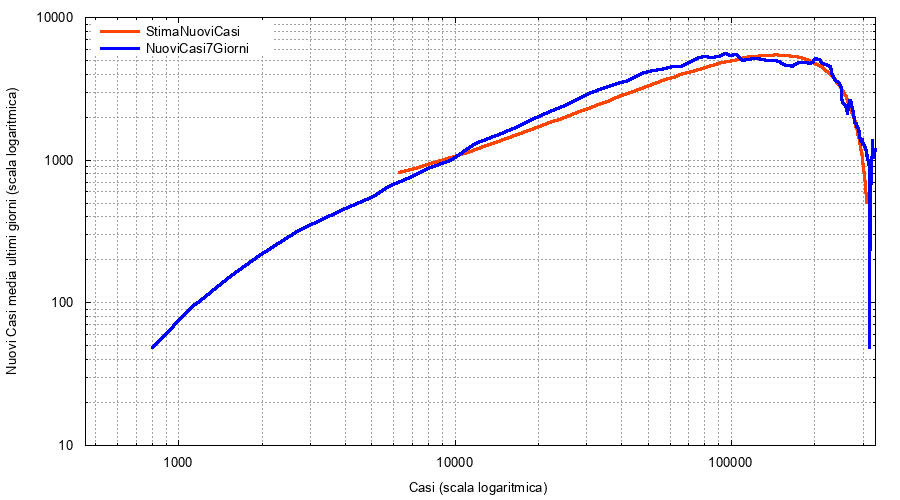 10000
StimaNuoviCasi
NuoviCasi7Giorni
1000
100
10
Nuovi Casi media ultimi giorni (scala logaritmica)
1000 10000 100000
Casi (scala logaritmica)